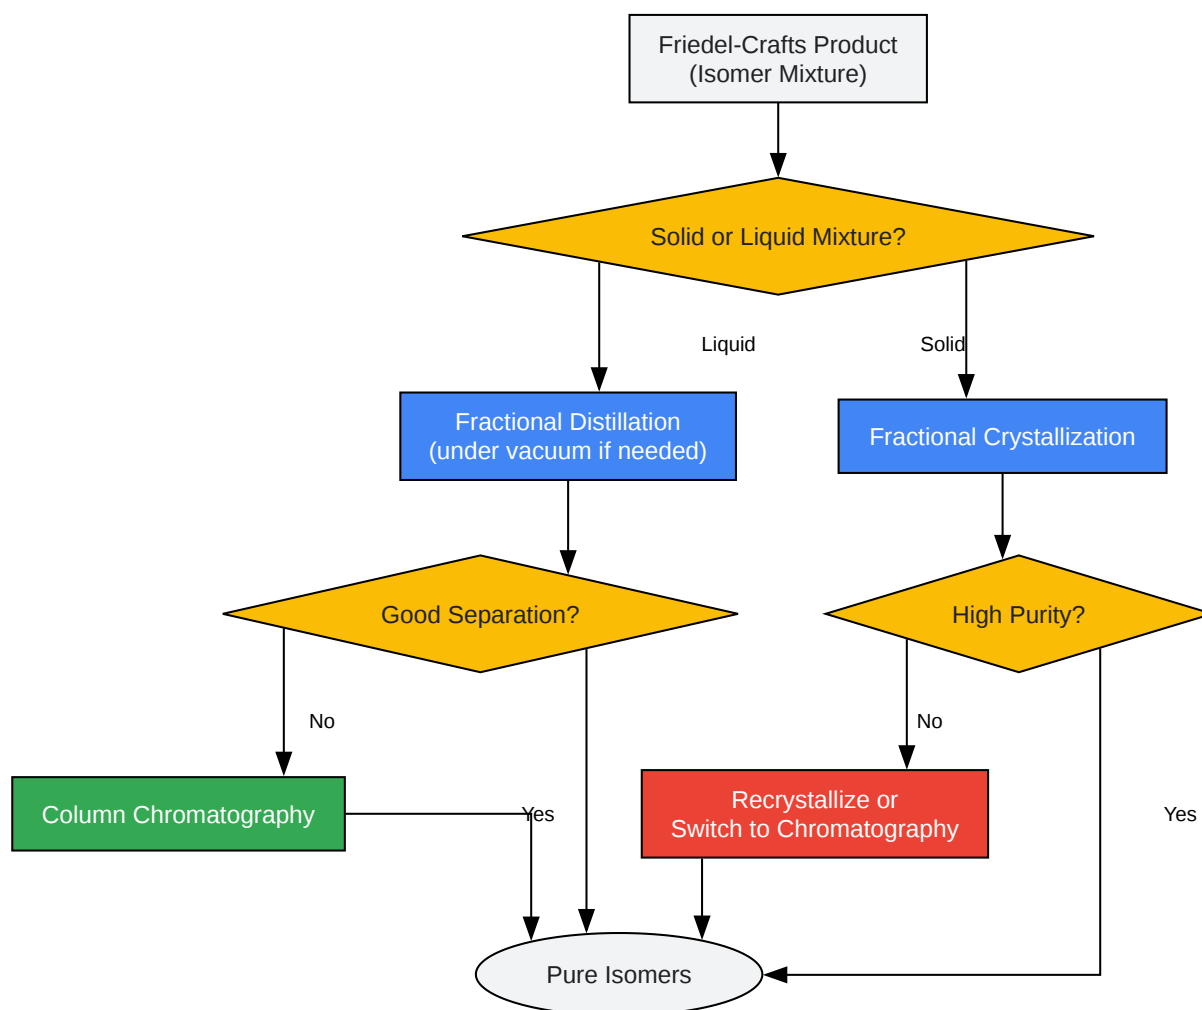 Friedel-Crafts Product
(Isomer Mixture)
Solid or Liquid Mixture?
Liquid
Solid
Fractional Distillation
(under vacuum if needed)
Fractional Crystallization
Good Separation?
High Purity?
No
No
Column Chromatography
Yes
Recrystallize or
Switch to Chromatography
Yes
Pure Isomers